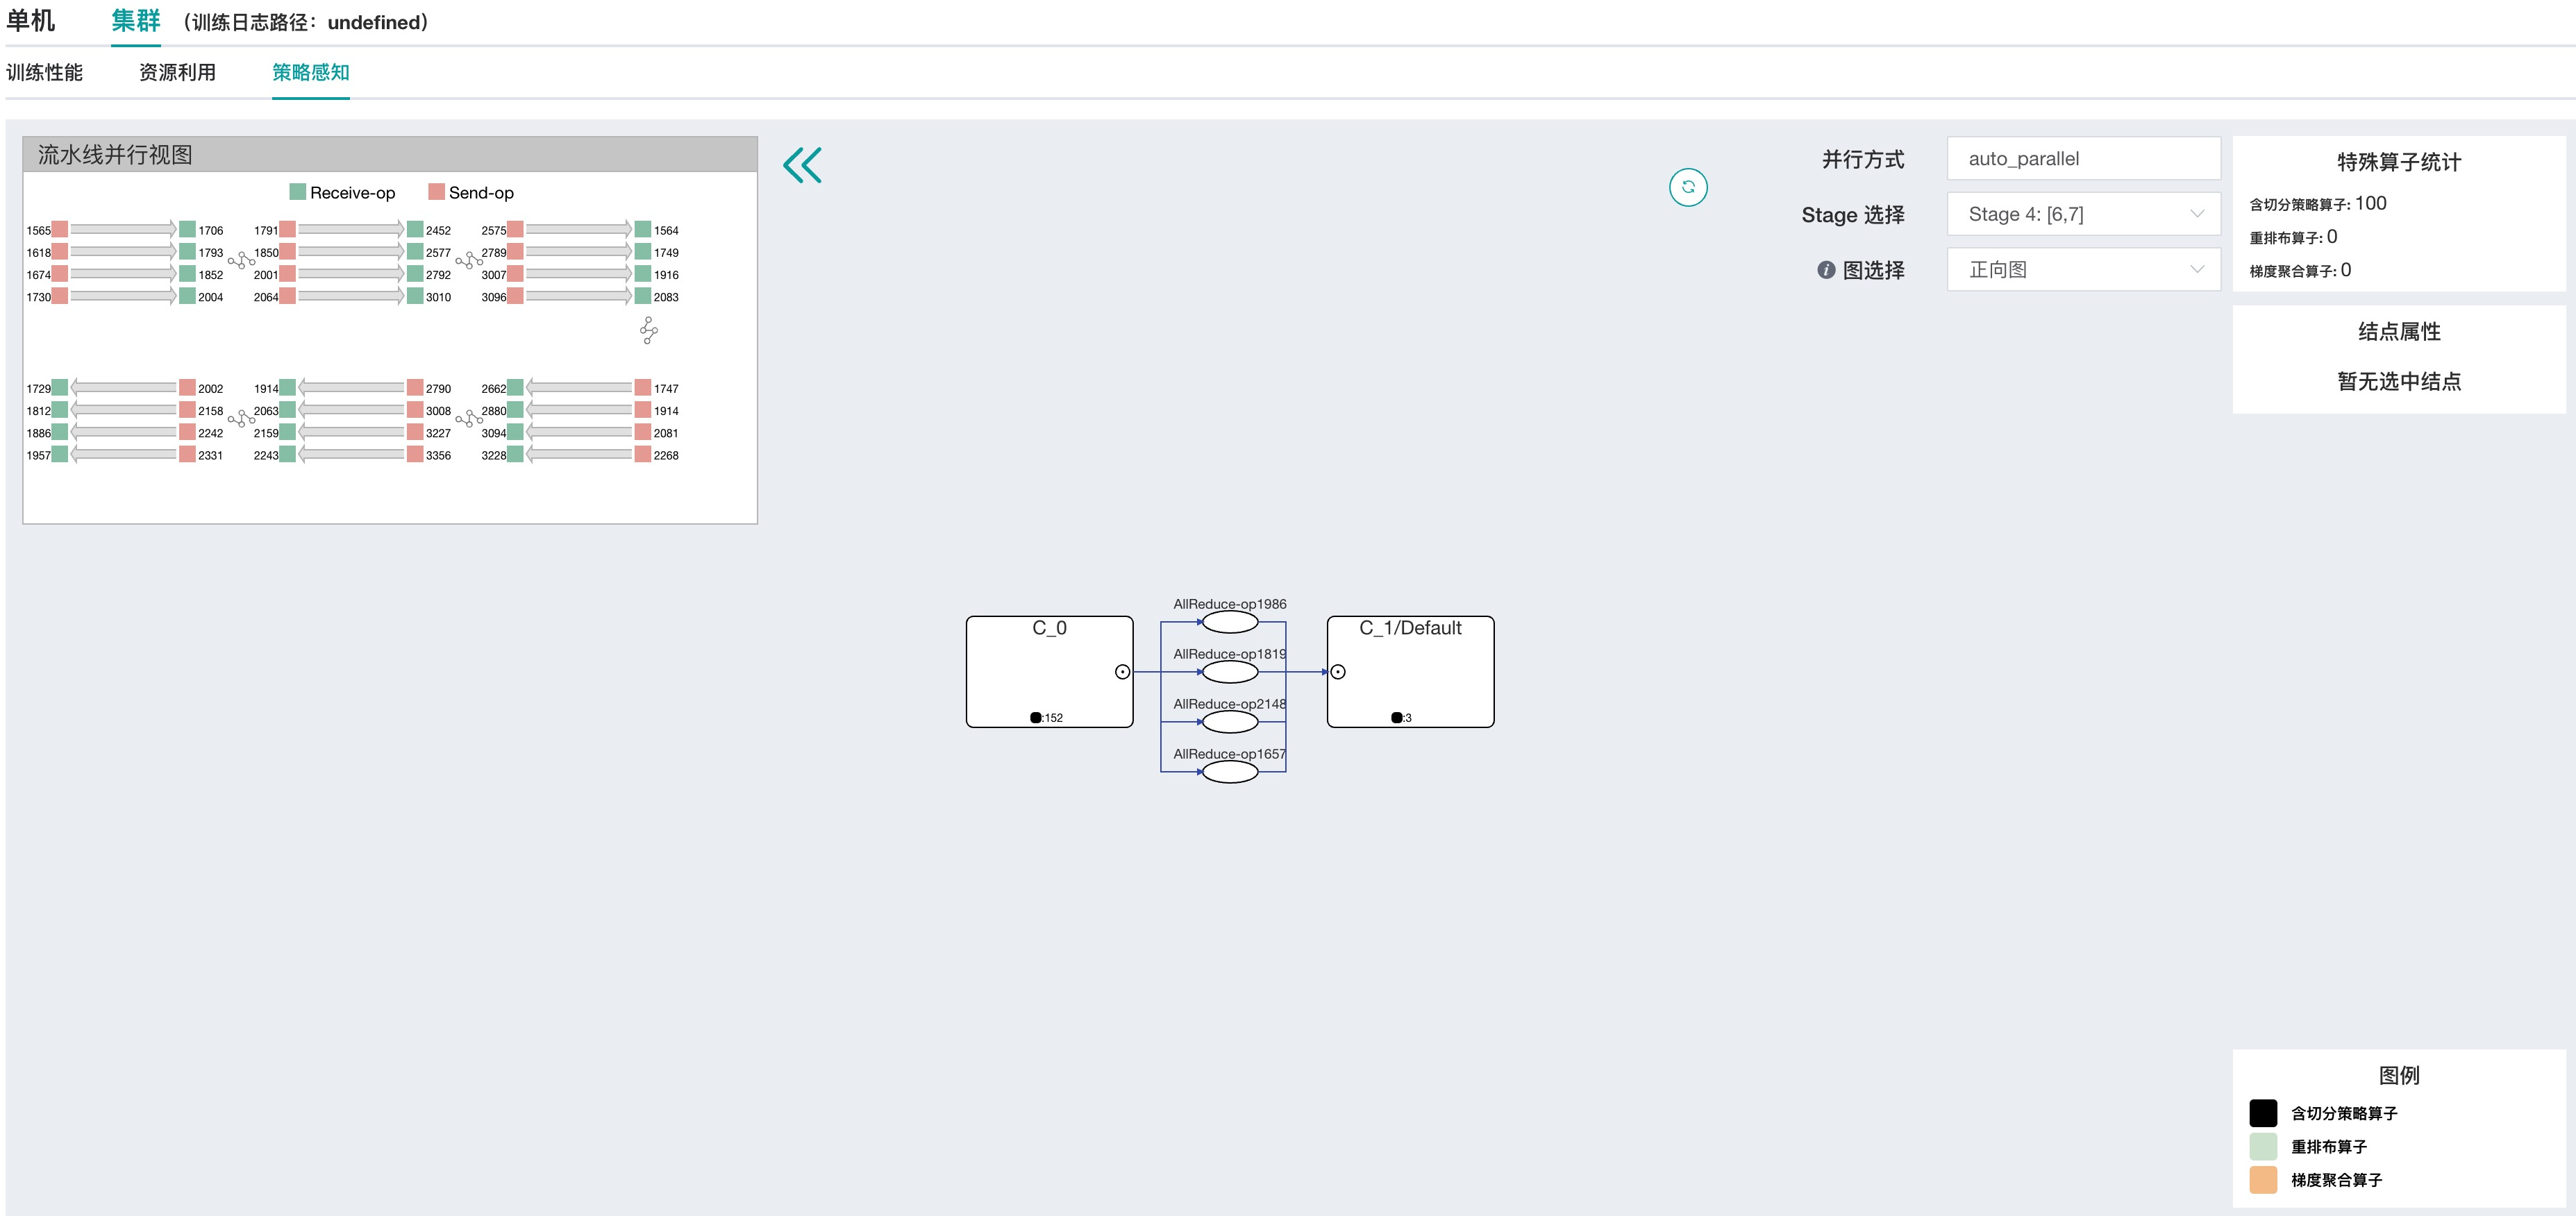 单机 集群 （训练日志路径：undefined）
训练性能 资源利用 策略感知
流水线并行视图
Receive-op Send-op
1565 1706 1791 2452 2575 1564
1618 1793 1850 2577 2789 1749
1674 1852 2001 2792 3007 1916
1730 2004 2064 3010 3096 2083
1729 2002 1914 2790 2662 1747
1812 2158 2063 3008 2880 1914
1886 2242 2159 3227 3094 2081
1957 2331 2243 3356 3228 2268
并行方式 auto_parallel
Stage 选择 Stage 4: [6,7]
i 图选择 正向图
特殊算子统计
含切分策略算子: 100
重排布算子: 0
梯度聚合算子: 0
结点属性
暂无选中结点
C_0
:152
AllReduce-op1986
AllReduce-op1819
AllReduce-op2148
AllReduce-op1657
C_1/Default
:3
图例
含切分策略算子
重排布算子
梯度聚合算子